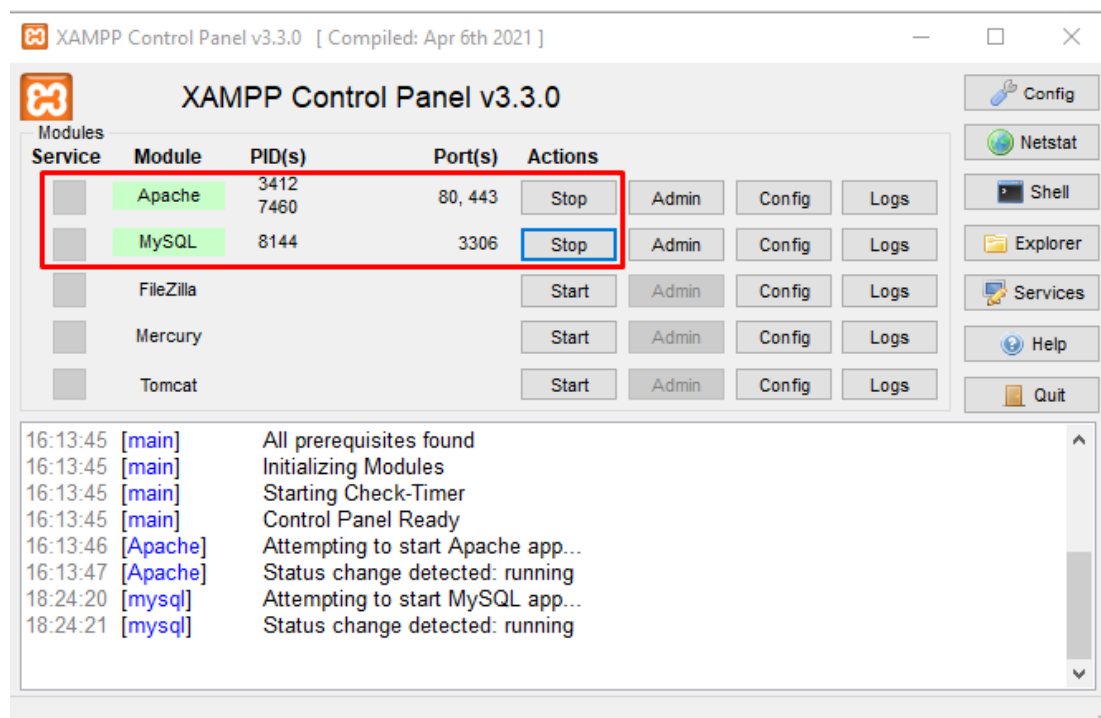 XAMPP Control Panel v3.3.0 [ Compiled: Apr 6th 2021 ]
XAMPP Control Panel v3.3.0
Config
Modules
Service Module PID(s) Port(s) Actions
Netstat
Apache 3412 7460 80, 443 Stop Admin Config Logs
Shell
MySQL 8144 3306 Stop Admin Config Logs
Explorer
FileZilla Start Admin Config Logs
Services
Mercury Start Admin Config Logs
Help
Tomcat Start Admin Config Logs
Quit
16:13:45 [main] All prerequisites found
16:13:45 [main] Initializing Modules
16:13:45 [main] Starting Check-Timer
16:13:45 [main] Control Panel Ready
16:13:46 [Apache] Attempting to start Apache app...
16:13:47 [Apache] Status change detected: running
18:24:20 [mysql] Attempting to start MySQL app...
18:24:21 [mysql] Status change detected: running